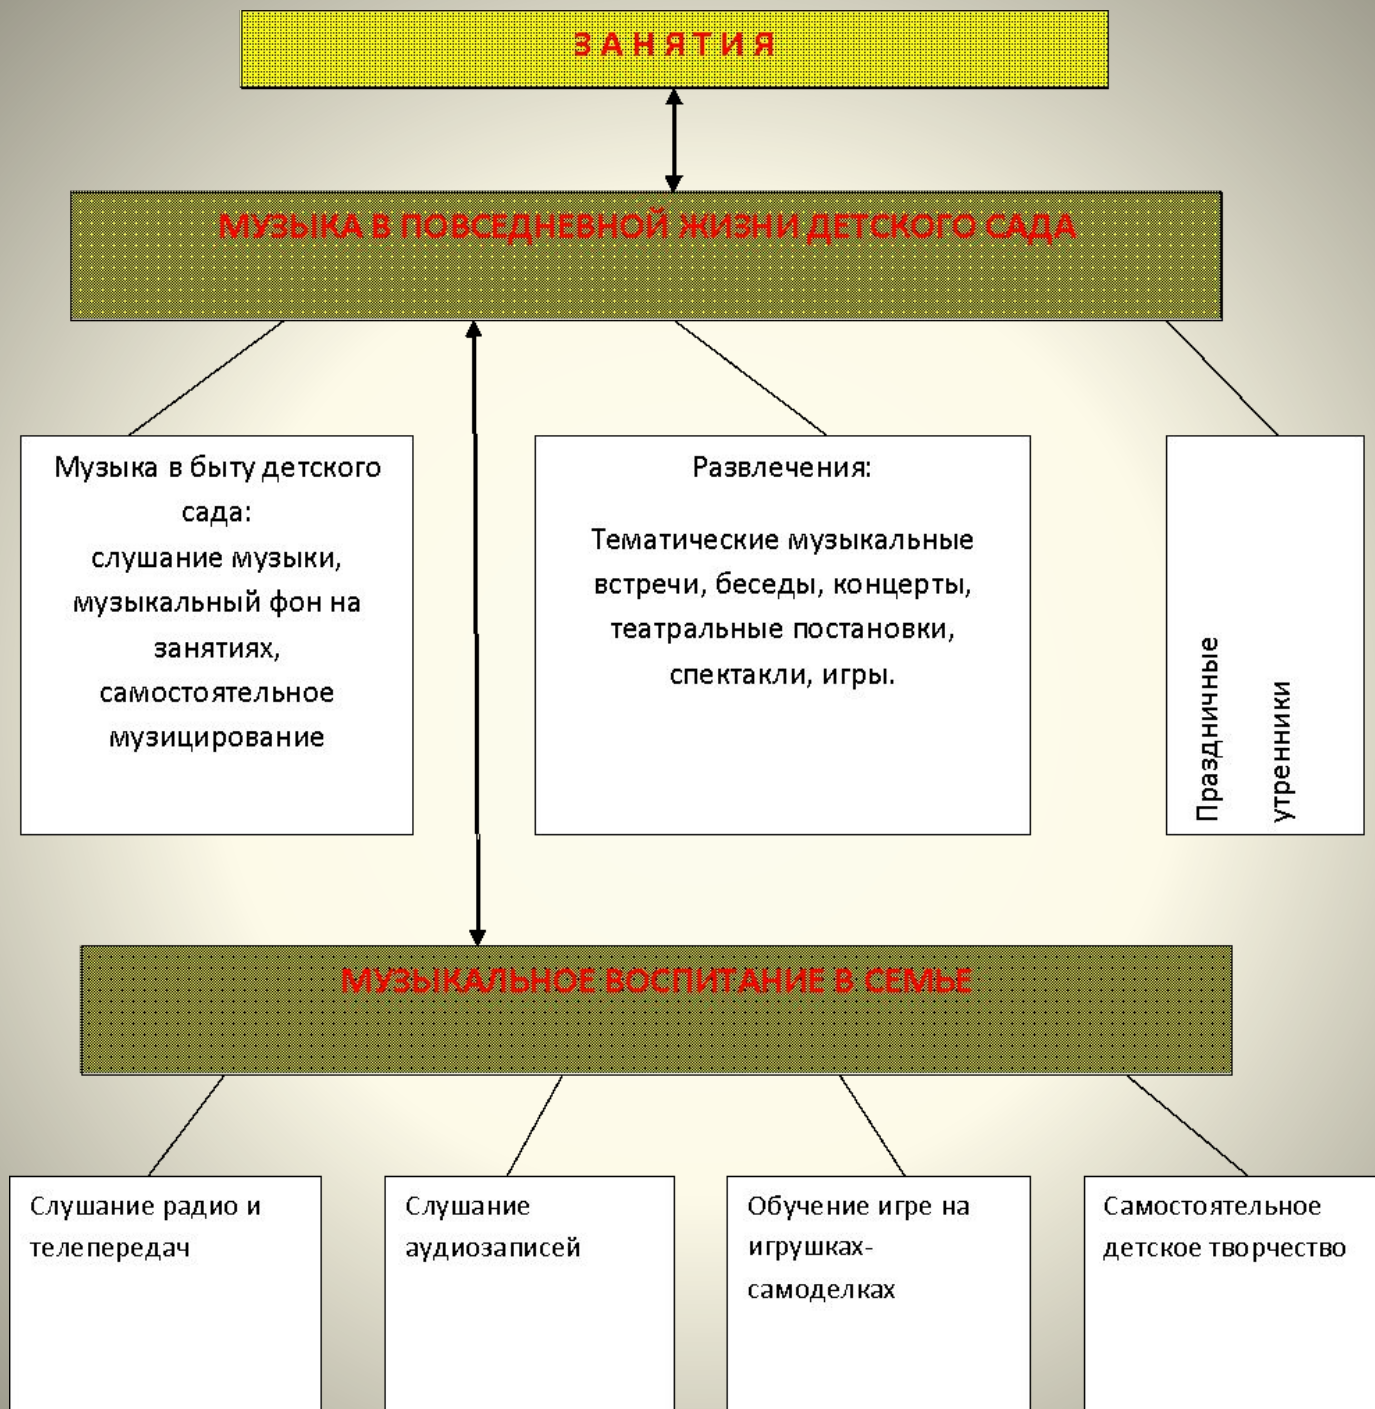 ЗАНЯТИЯ
МУЗЫКА В ПОВСЕДНЕВНОЙ ЖИЗНИ ДЕТСКОГО САДА
Музыка в быту детского
сада:
слушание музыки,
музыкальный фон на
занятиях,
самостоятельное
музицирование
Развлечения:
Тематические музыкальные
встречи, беседы, концерты,
театральные постановки,
спектакли, игры.
Праздничные
утренники
МУЗЫКАЛЬНОЕ ВОСПИТАНИЕ В СЕМЬЕ
Слушание радио и
телепередач
Слушание
аудиозаписей
Обучение игре на
игрушках-
самоделках
Самостоятельное
детское творчество